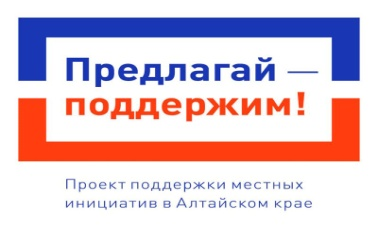 Предлагай —
поддержим!
Проект поддержки местных
инициатив в Алтайском крае